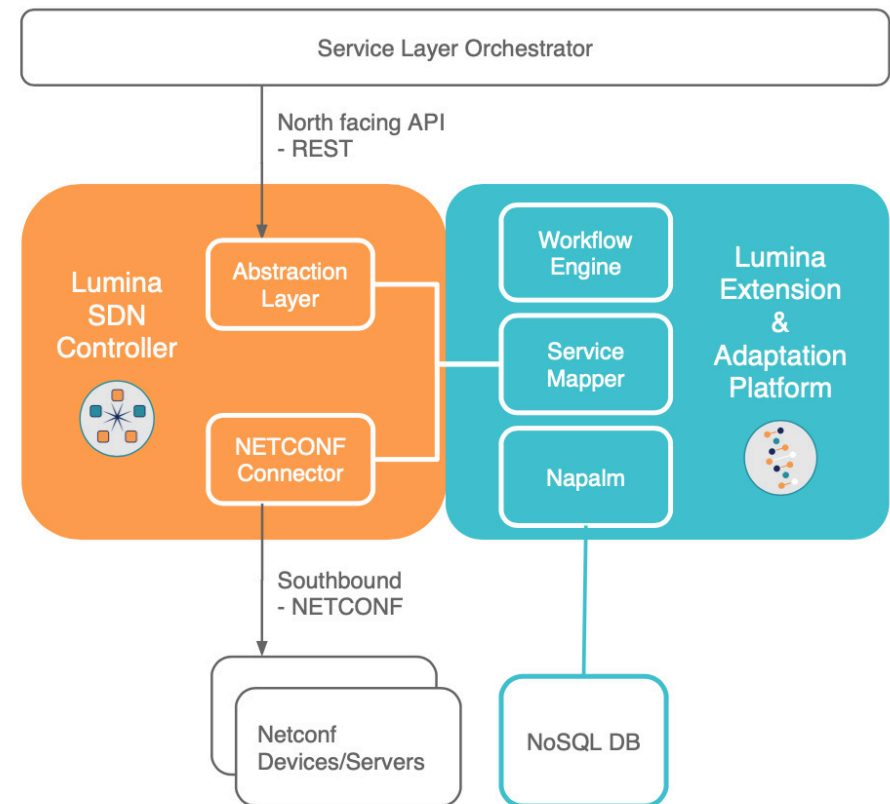 Service Layer Orchestrator
North facing API
- REST
Lumina
SDN
Controller
Abstraction
Layer
NETCONF
Connector
Workflow
Engine
Service
Mapper
Napalm
Lumina
Extension
&
Adaptation
Platform
Southbound
- NETCONF
Netconf
Devices/Servers
NoSQL DB